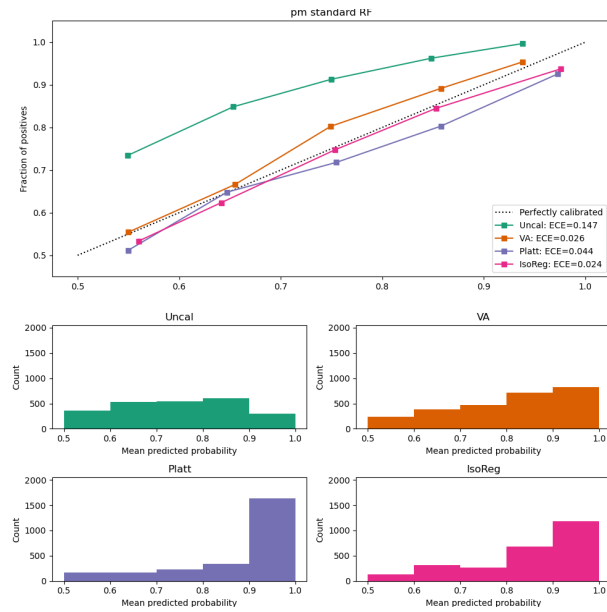 pm standard RF
Fraction of positives
1.0
0.9
0.8
0.7
0.6
0.5
0.5 0.6 0.7 0.8 0.9 1.0
Perfectly calibrated
Uncal: ECE=0.147
VA: ECE=0.026
Platt: ECE=0.044
IsoReg: ECE=0.024
Uncal
Count
2000
1500
1000
500
0
0.5 0.6 0.7 0.8 0.9 1.0
Mean predicted probability
VA
Count
2000
1500
1000
500
0
0.5 0.6 0.7 0.8 0.9 1.0
Mean predicted probability
Platt
Count
2000
1500
1000
500
0
0.5 0.6 0.7 0.8 0.9 1.0
Mean predicted probability
IsoReg
Count
2000
1500
1000
500
0
0.5 0.6 0.7 0.8 0.9 1.0
Mean predicted probability